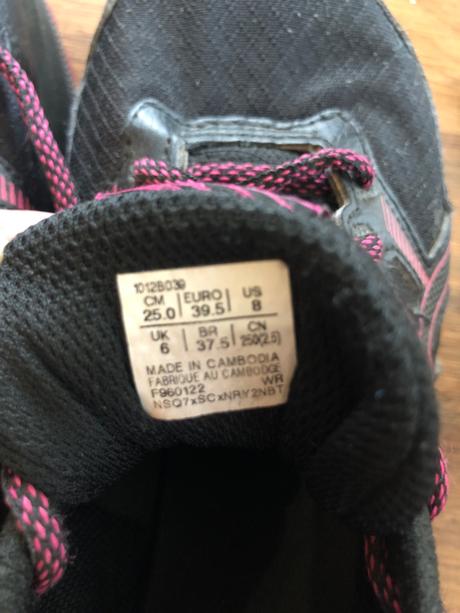 1012B039
CM EURO US
25.0 39.5 8
UK BR CN
6 37.5 250(2.5)
MADE IN CAMBODIA
FABRIQUE AU CAMBODGE
F960122 WR
NSQ7xSCxNRY2NBT